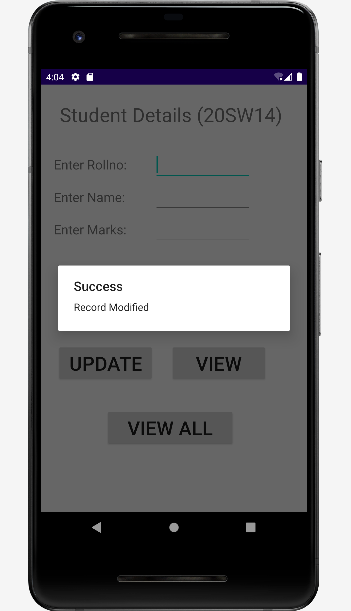 4:04
Student Details (20SW14)
Enter Rollno:
Enter Name:
Enter Marks:
Success
Record Modified
UPDATE VIEW
VIEW ALL